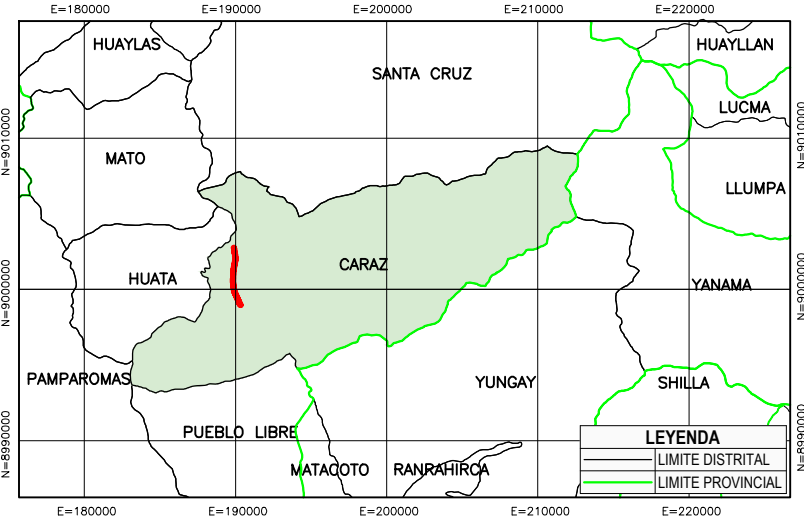 E=180000 E=190000 E=200000 E=210000 E=220000
HUAYLAS
HUAYLLAN
SANTA CRUZ
LUCMA
N=9010000 N=9010000
MATO
LLUMPA
CARAZ
HUATA
YANAMA
N=9000000 N=9000000
PAMPAROMAS
YUNGAY
SHILLA
PUEBLO LIBRE
N=8990000 N=8990000
LEYENDA
LIMITE DISTRITAL
MATACOTO RANRAHIRCA
LIMITE PROVINCIAL
E=180000 E=190000 E=200000 E=210000 E=220000